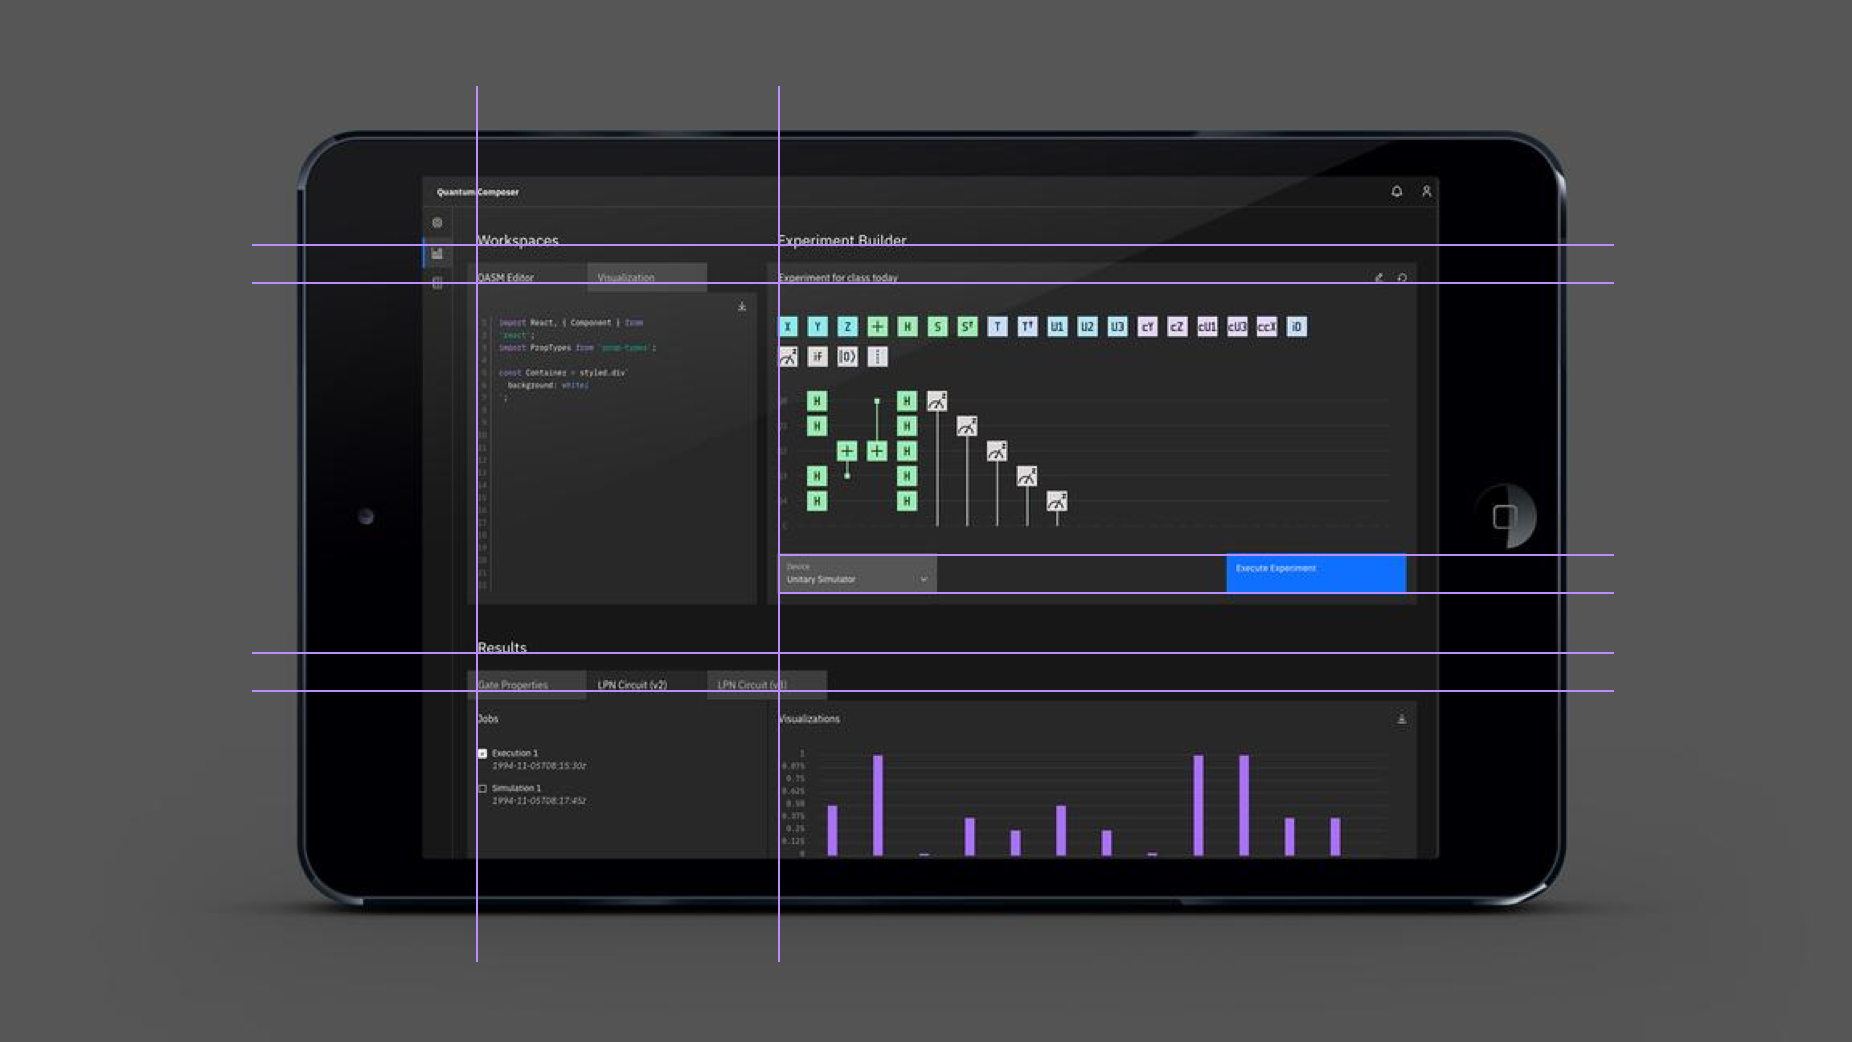 Quantum Composer
Workspaces
Experiment Builder
QASM Editor
Visualization
Experiment for class today
import React, { Component } from
'react';
import PropTypes from 'prop-types';
const Container = styled.div`
background: white;
`;
X Y Z H S S† T T† U1 U2 U3 cY cZ cU1 cU3 ccX iD
z iF |0⟩
H H z
H H z
H z
H H z
H H z
Device
Unitary Simulator
Execute Experiment
Results
Gate Properties
LPN Circuit (v2)
LPN Circuit
Jobs
Visualizations
Execution 1
1994-11-05T08:15:30z
Simulation 1
1994-11-05T08:17:45z
1
0.875
0.75
0.625
0.50
0.375
0.25
0.125
0